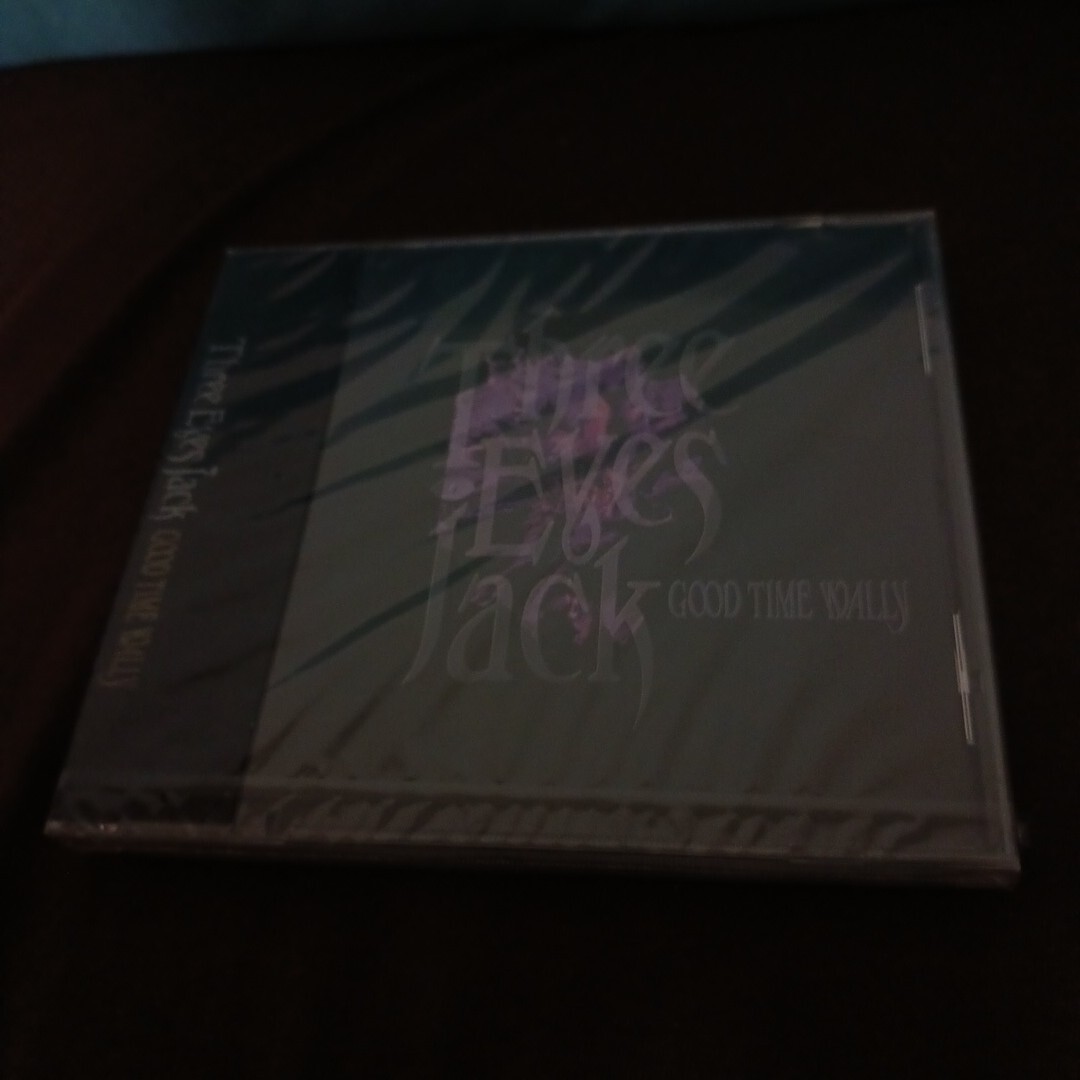 Three Eyes Jack GOOD TIME WALLY
Three
Eyes
Jack
GOOD TIME WALLY